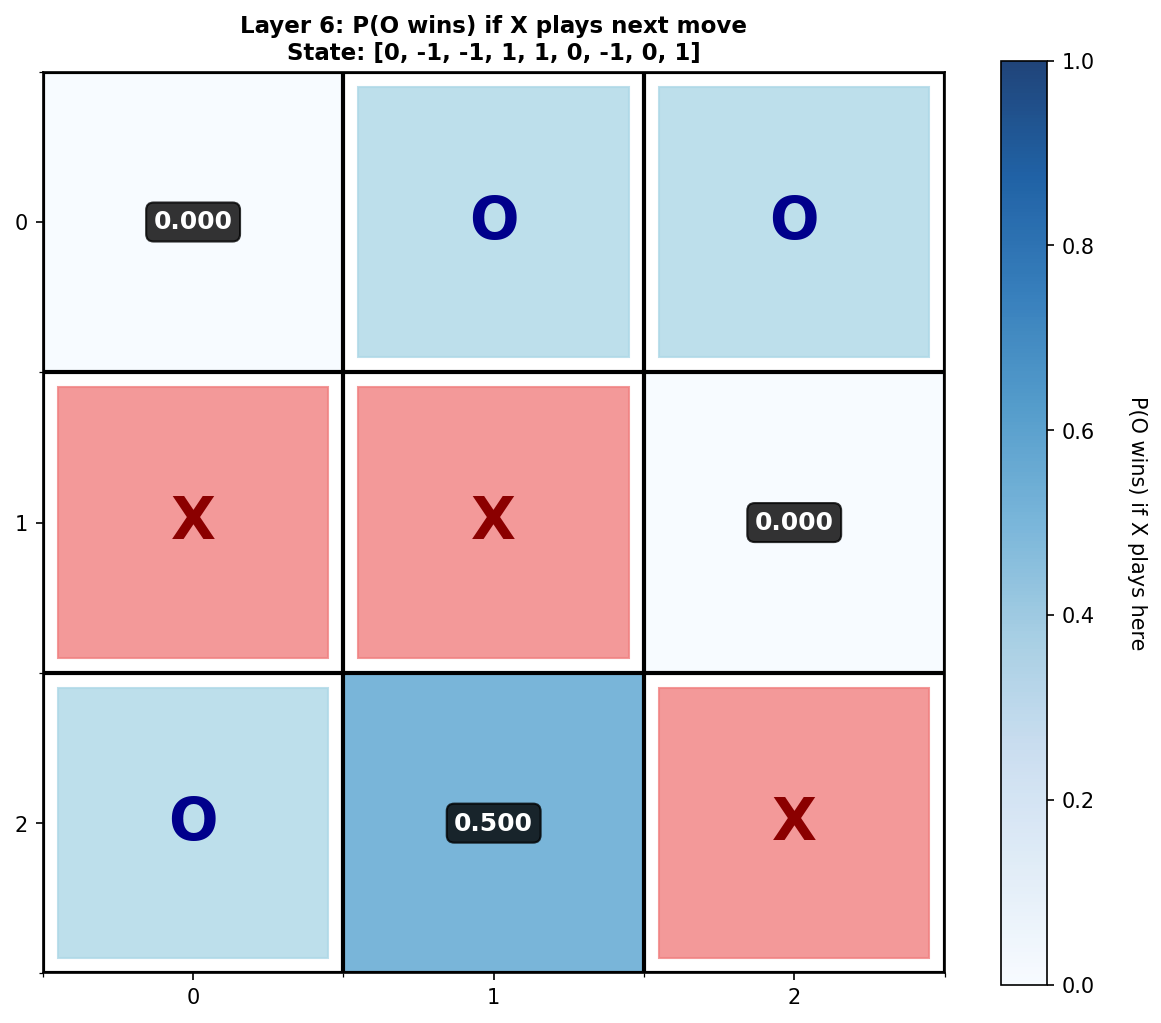 Layer 6: P(O wins) if X plays next move
State: [0, -1, -1, 1, 1, 0, -1, 0, 1]
0
0.000
O
O
1
X
X
0.000
2
O
0.500
X
0
1
2
1.0
0.8
0.6
0.4
0.2
0.0
P(O wins) if X plays here